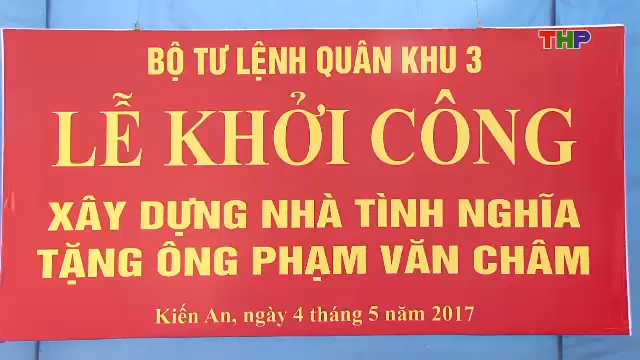 THP
BỘ TƯ LỆNH QUÂN KHU 3
LỄ KHỞI CÔNG
XÂY DỰNG NHÀ TÌNH NGHĨA
TẶNG ÔNG PHẠM VĂN CHÂM
Kiến An, ngày 4 tháng 5 năm 2017